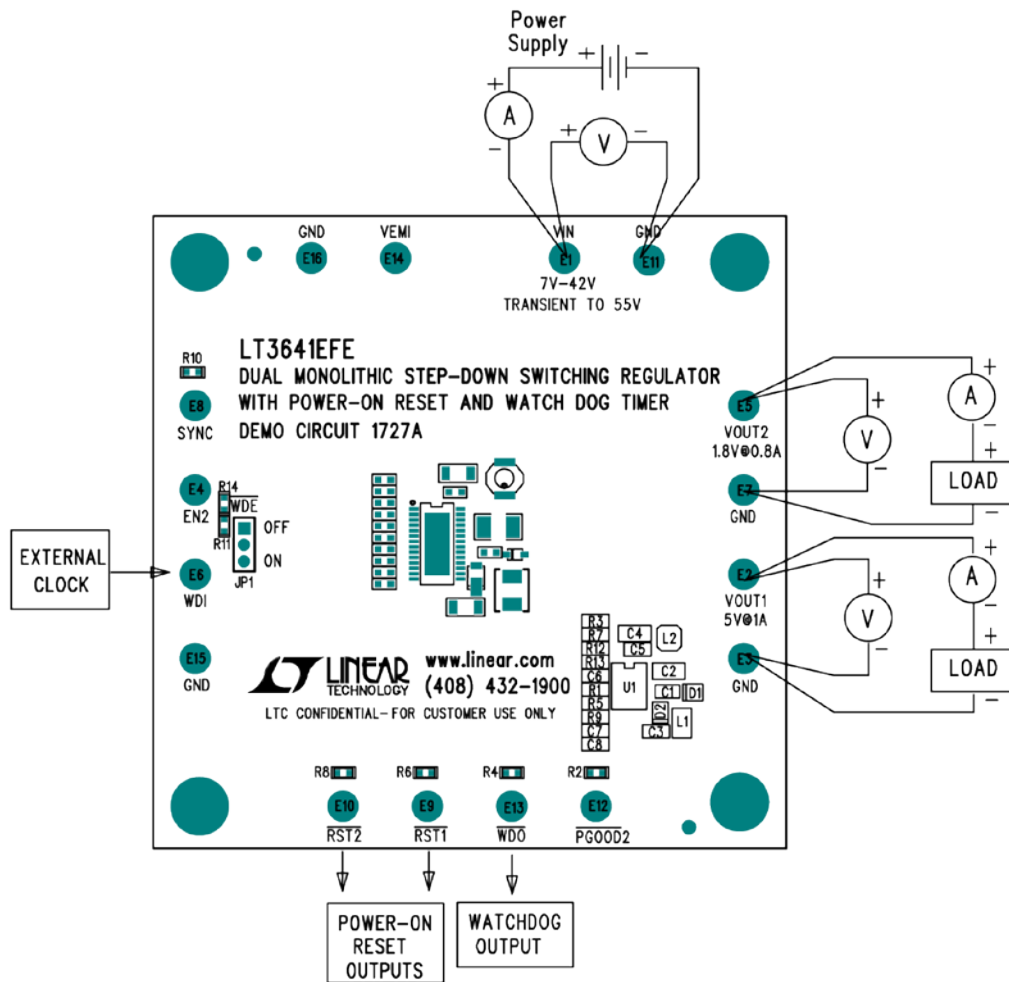 Power
Supply
+ -
+
A
-
+ V -
GND
VEMI
VIN
GND
E16
E14
E1
E11
7V-42V
TRANSIENT TO 55V
LT3641EFE
DUAL MONOLITHIC STEP-DOWN SWITCHING REGULATOR
WITH POWER-ON RESET AND WATCH DOG TIMER
DEMO CIRCUIT 1727A
R10
E8
SYNC
E4
EN2
R14
WDE
OFF
ON
R11
JP1
EXTERNAL
CLOCK
E6
WDI
E15
GND
E5
VOUT2
1.8V@0.8A
E7
GND
+
V
-
+
A
-
+
LOAD
-
E2
VOUT1
5V@1A
E3
GND
+
V
-
+
A
-
+
LOAD
-
R3
R7
R12
R13
C6
R1
R5
R9
C7
C8
C4
C5
L2
U1
C2
C1
D1
D2
C3
L1
LINEAR
TECHNOLOGY
www.linear.com
(408) 432-1900
LTC CONFIDENTIAL-FOR CUSTOMER USE ONLY
R8
R6
R4
R2
E10
E9
E13
E12
RST2
RST1
WDO
PGOOD2
POWER-ON
RESET
OUTPUTS
WATCHDOG
OUTPUT